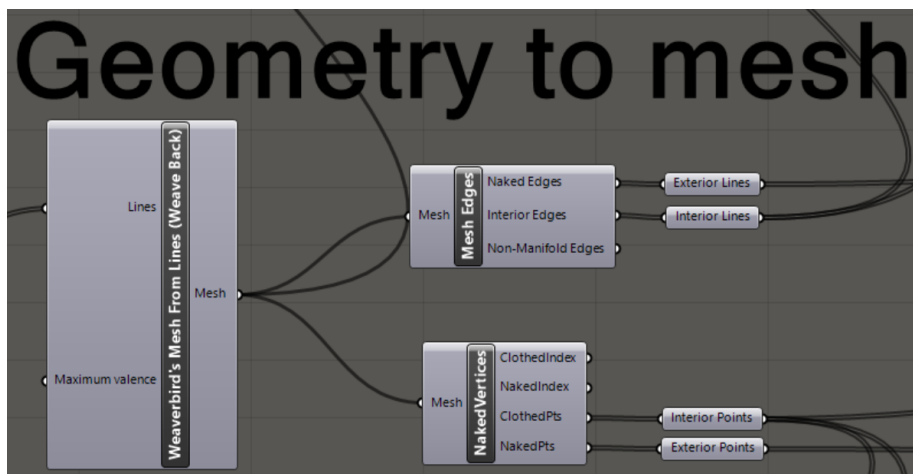 Geometry to mesh
Lines
Maximum valence
Weaverbird's Mesh From Lines (Weave Back)
Mesh
Mesh
Mesh Edges
Naked Edges
Interior Edges
Non-Manifold Edges
Exterior Lines
Interior Lines
Mesh
NakedVertices
ClothedIndex
NakedIndex
ClothedPts
NakedPts
Interior Points
Exterior Points